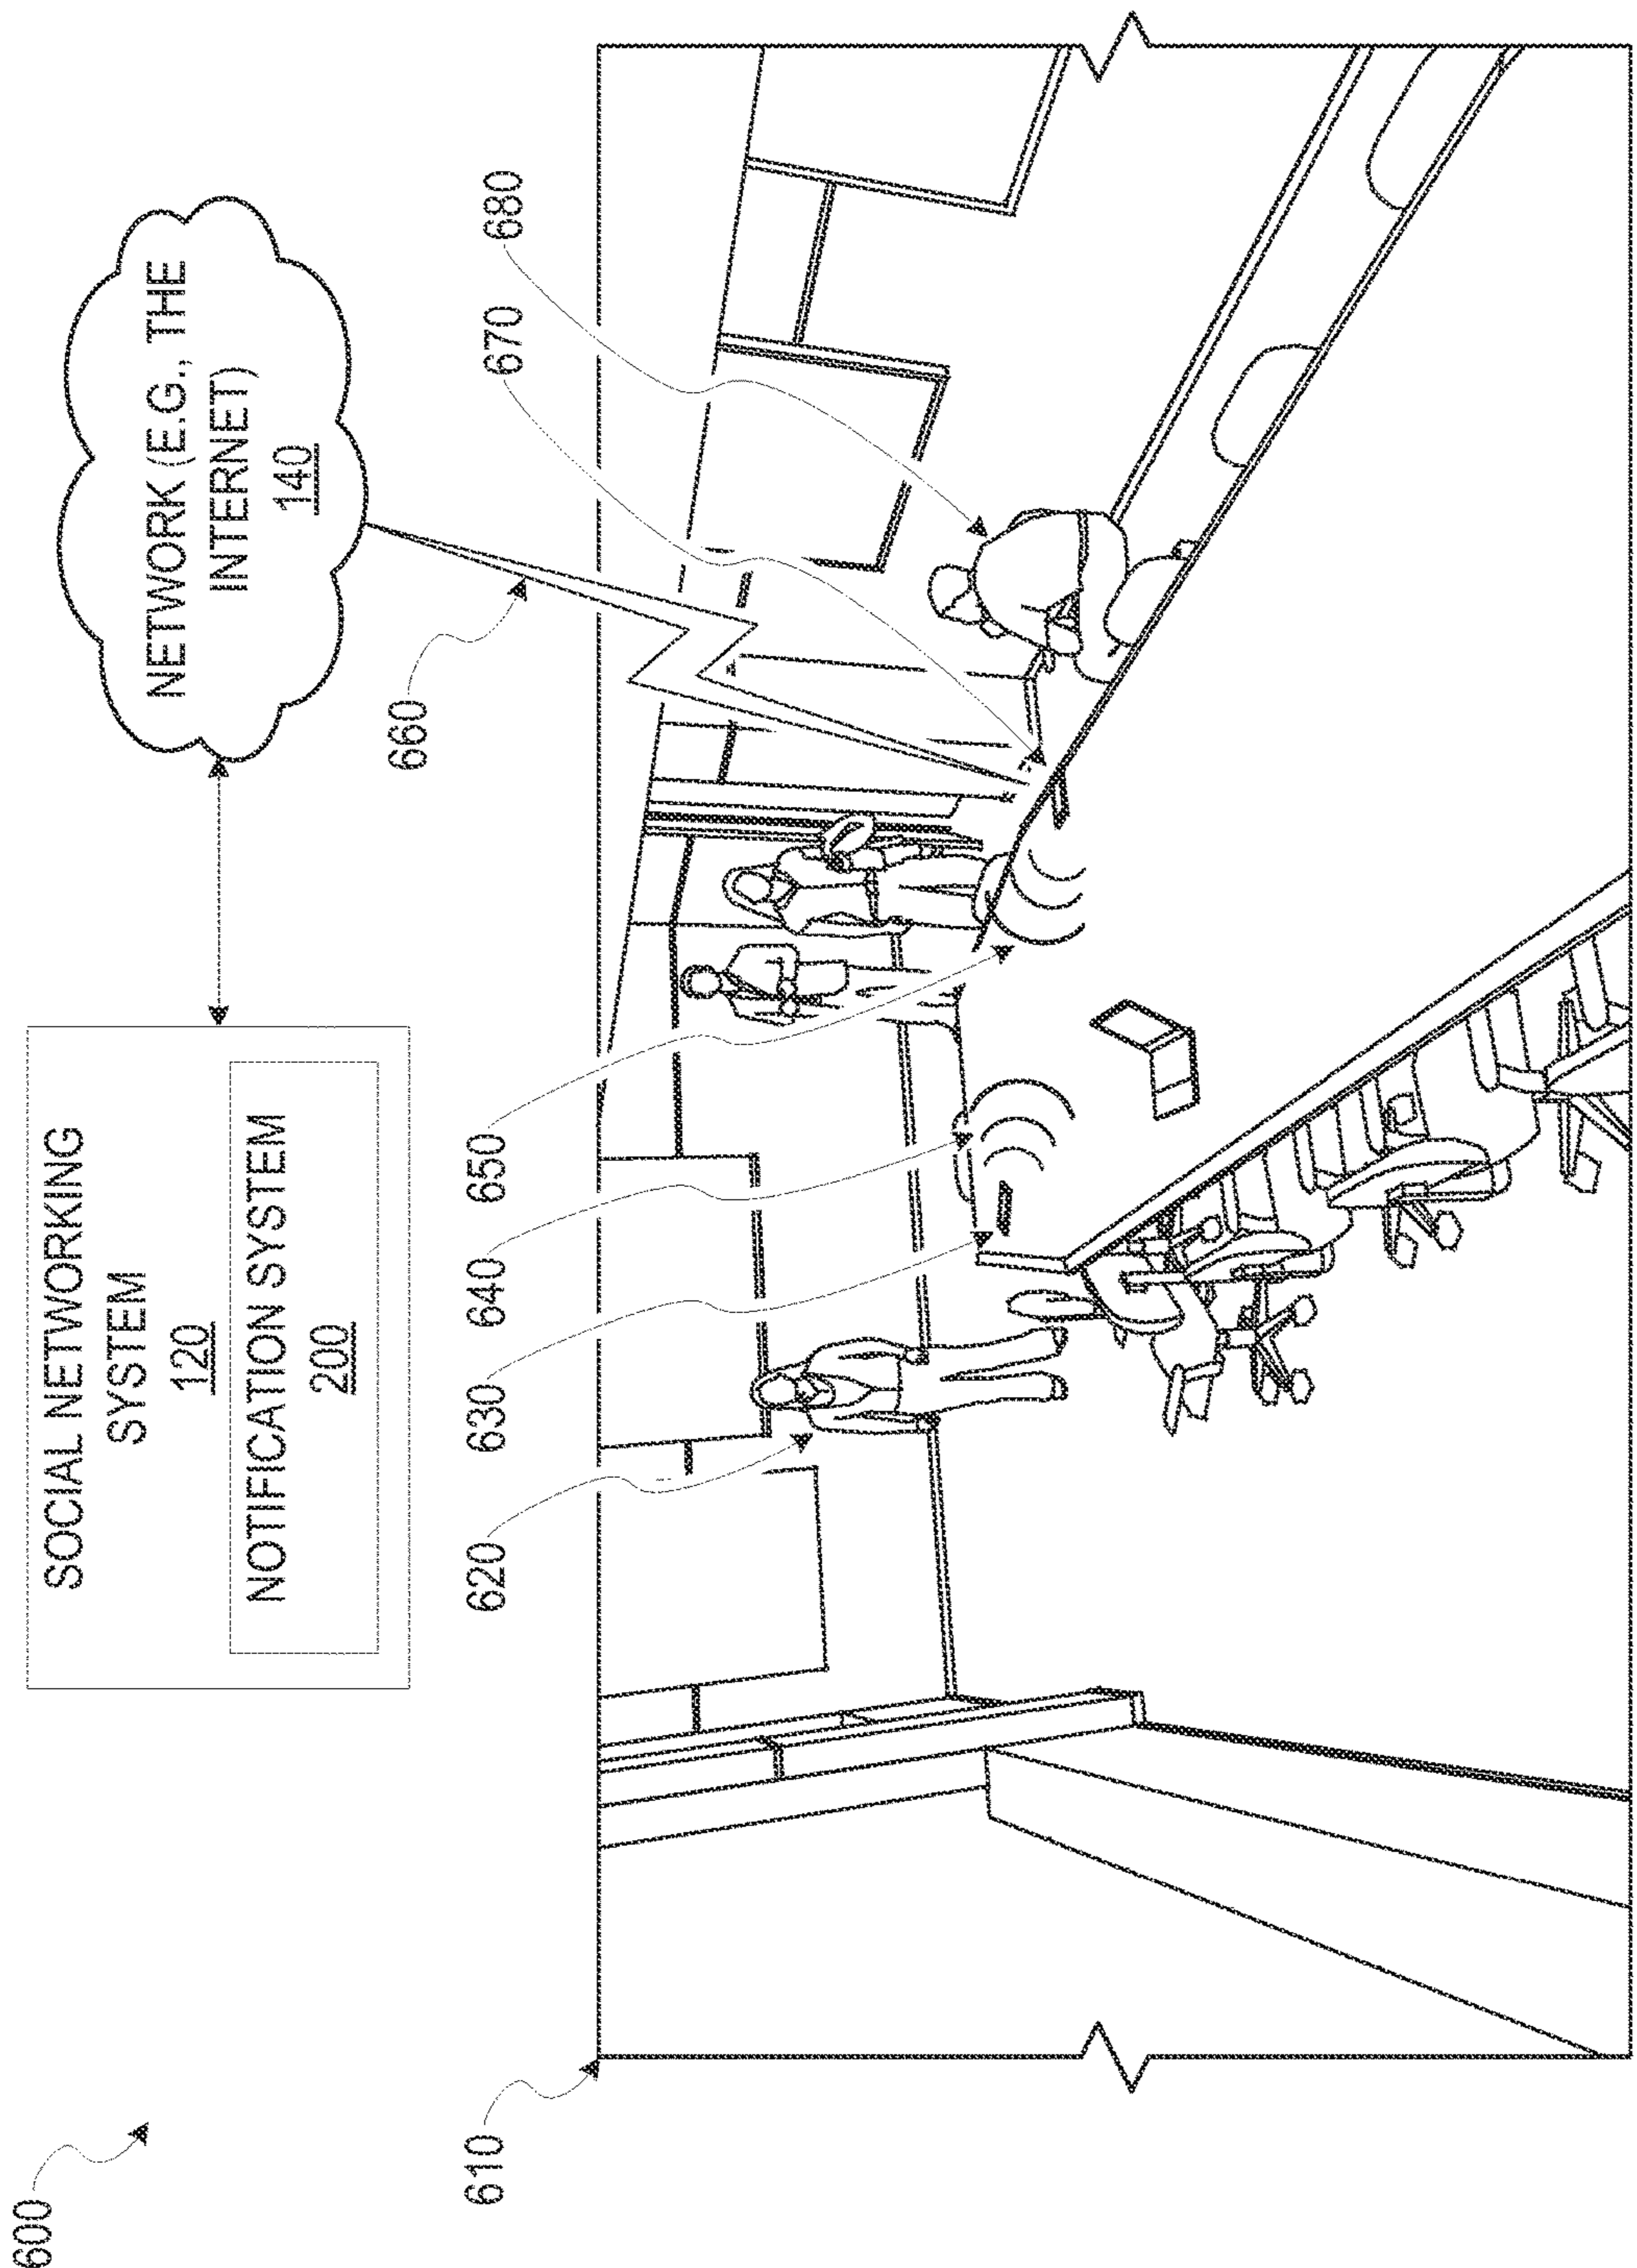 600
SOCIAL NETWORKING
SYSTEM
120
NOTIFICATION SYSTEM
200
NETWORK (E.G., THE
INTERNET)
140
660
610
620
630
640
650
670
680